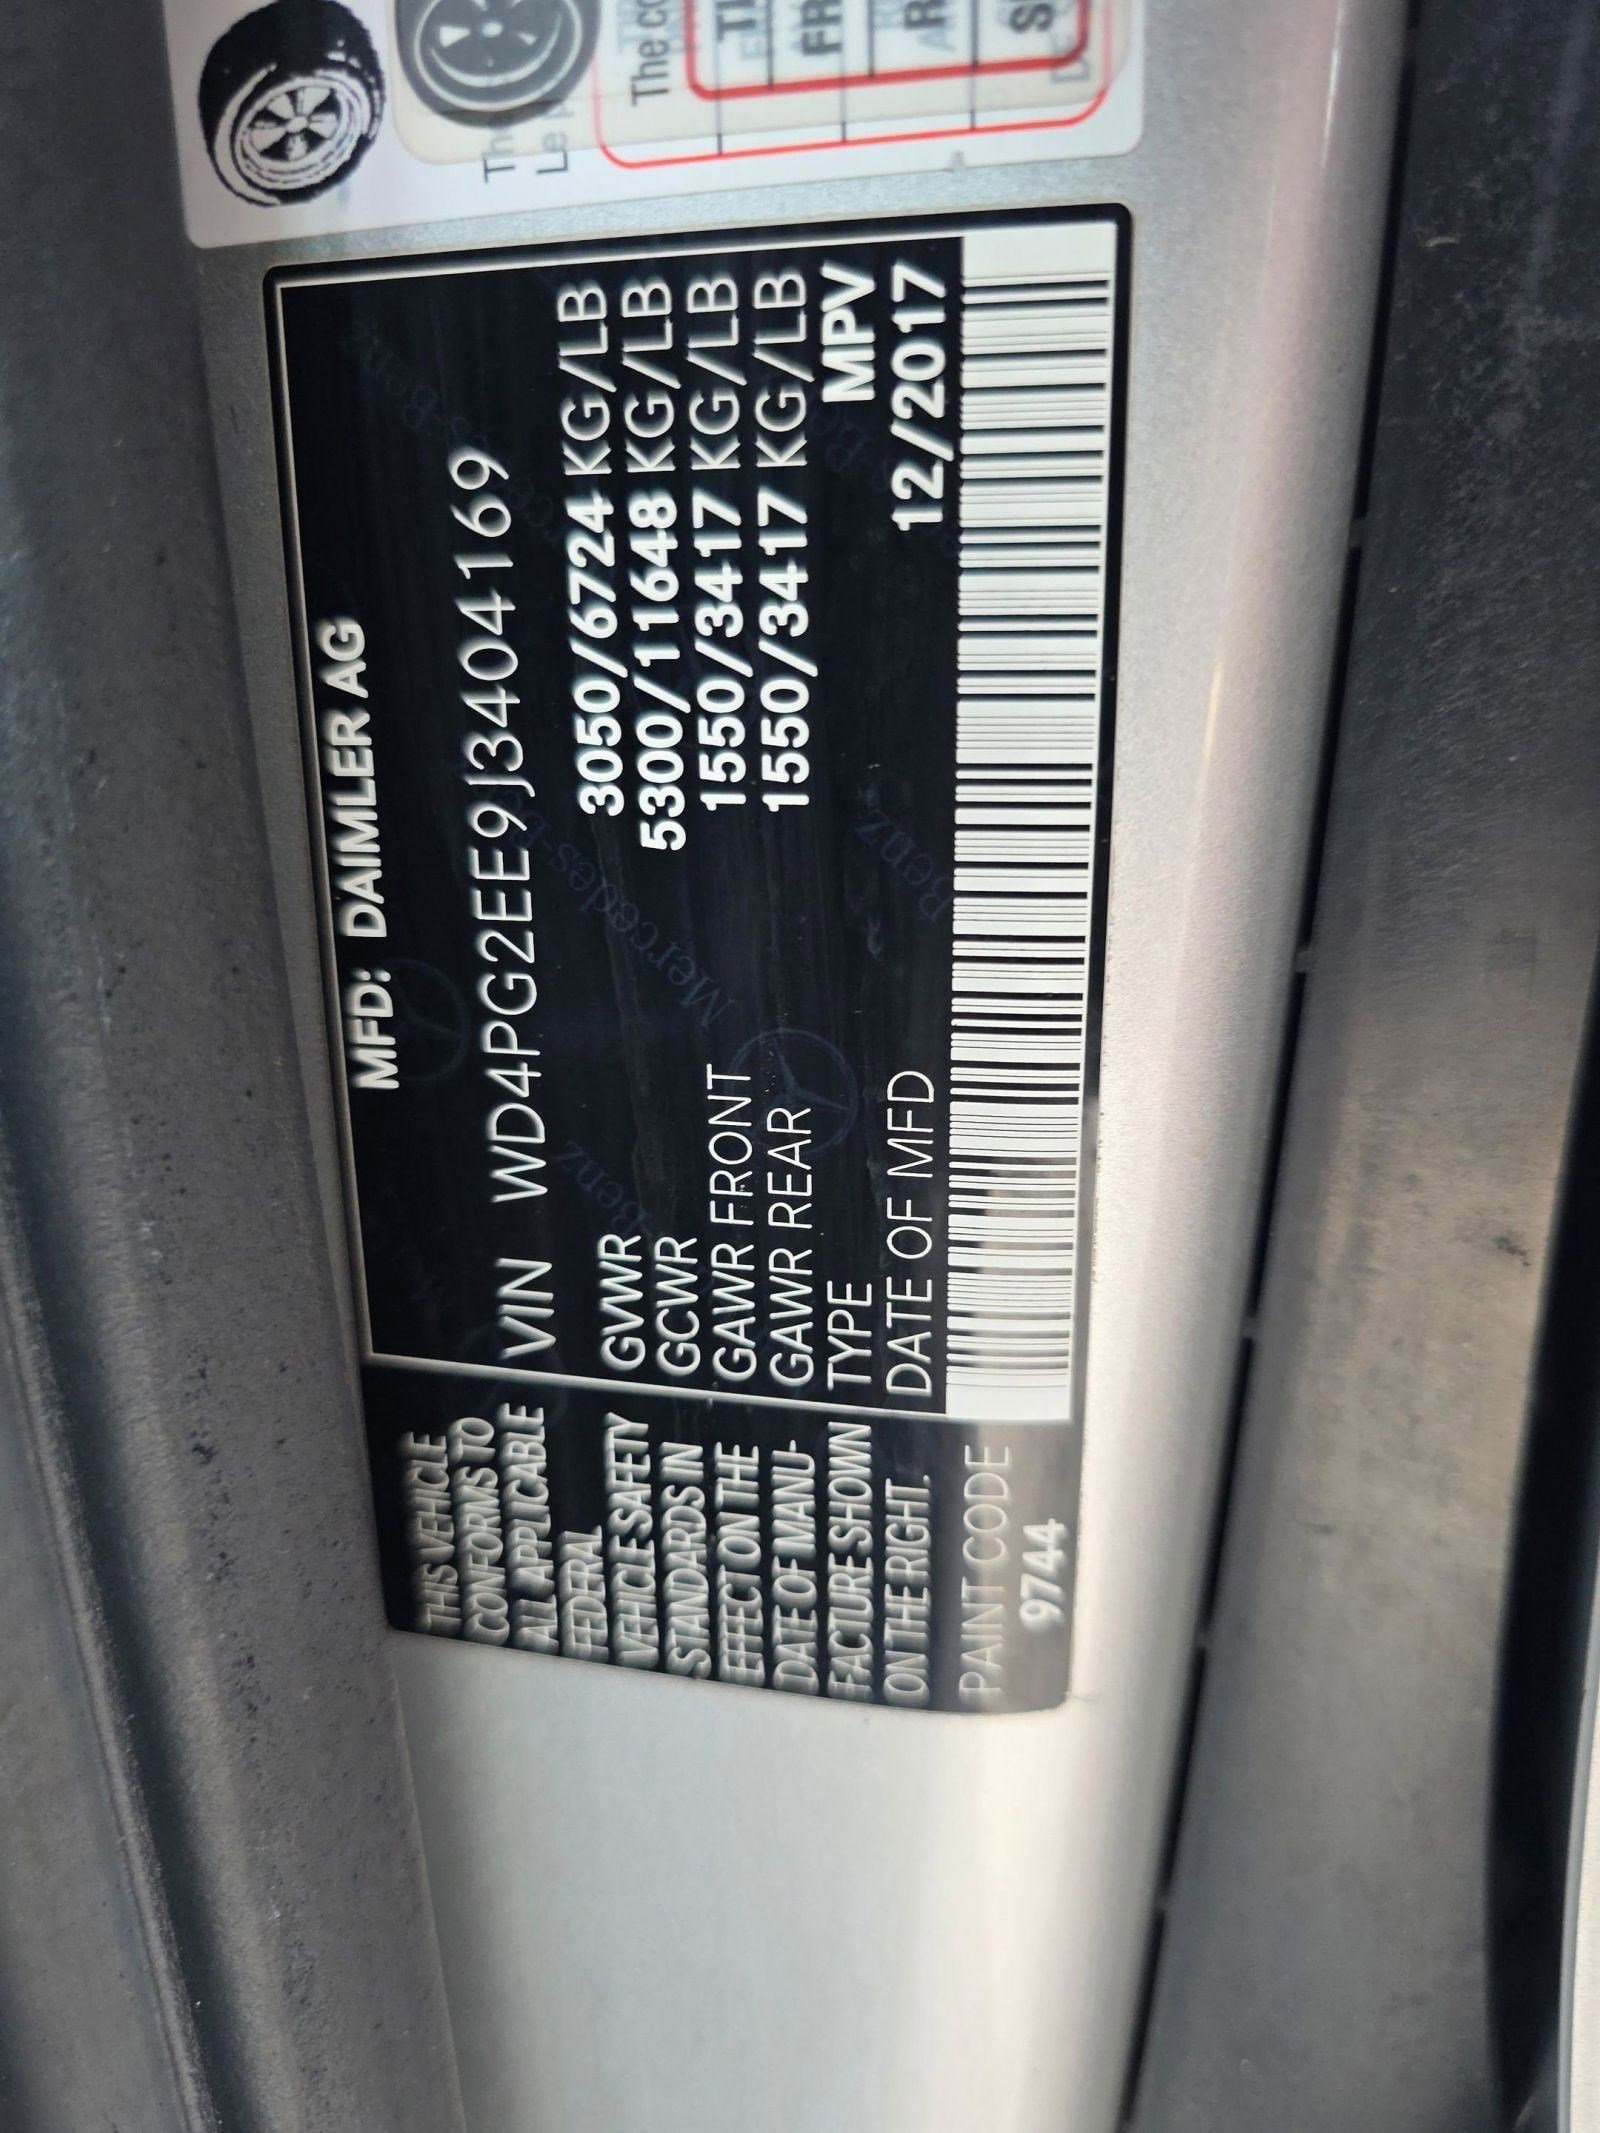 MFD: DAIMLER AG
VIN WD4PG2EE9J3404169
GVWR 3050/6724 KG/LB
GCWR 5300/11648 KG/LB
GAWR FRONT 1550/3417 KG/LB
GAWR REAR 1550/3417 KG/LB
TYPE MPV
DATE OF MFD 12/2017
THIS VEHICLE
CONFORMS TO
ALL APPLICABLE
FEDERAL
VEHICLE SAFETY
STANDARDS IN
EFFECT ON THE
DATE OF MANU-
FACTURE SHOWN
ON THE RIGHT.
PAINT CODE
9744
Mercedes-Benz
The